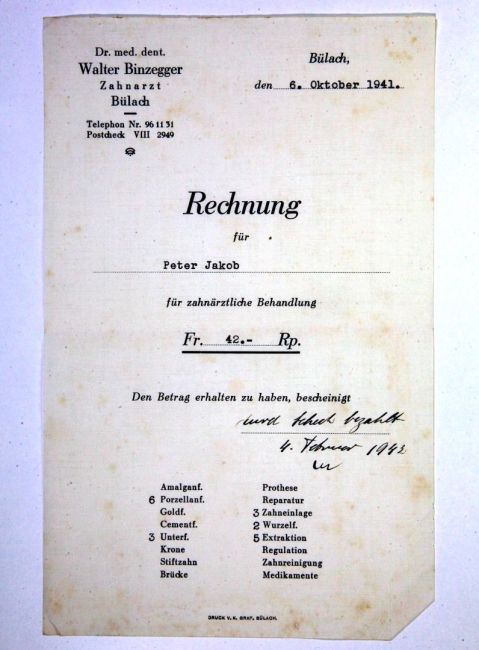 Dr. med. dent.
Walter Binzegger
Zahnarzt
Bülach
Telephon Nr. 96 11 31
Postcheck VIII 2949
Bülach,
den 6. Oktober 1941.
Rechnung
für
Peter Jakob
für zahnärztliche Behandlung
Fr. 42.- Rp.
Den Betrag erhalten zu haben, bescheinigt
bezahlt
4. Februar 1942
Amalganf.
6 Porzellanf.
Goldf.
Cementf.
3 Unterf.
Krone
Stiftzahn
Brücke
Prothese
Reparatur
3 Zahneinlage
2 Wurzelf.
5 Extraktion
Regulation
Zahnreinigung
Medikamente
DRUCK V. K. GRAF, BÜLACH.